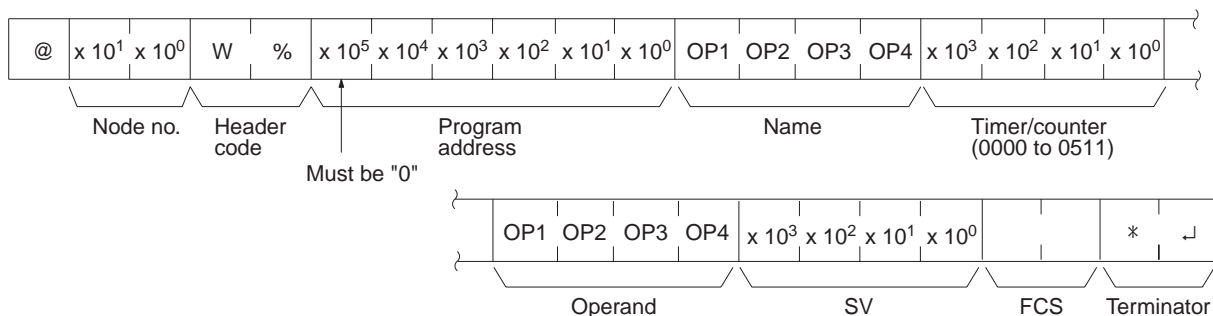 @ x 10¹ x 10⁰ W % x 10⁵ x 10⁴ x 10³ x 10² x 10¹ x 10⁰ OP1 OP2 OP3 OP4 x 10³ x 10² x 10¹ x 10⁰
Node no. Header code Program address Name Timer/counter (0000 to 0511)
Must be "0"
OP1 OP2 OP3 OP4 x 10³ x 10² x 10¹ x 10⁰ * ↵
Operand SV FCS Terminator